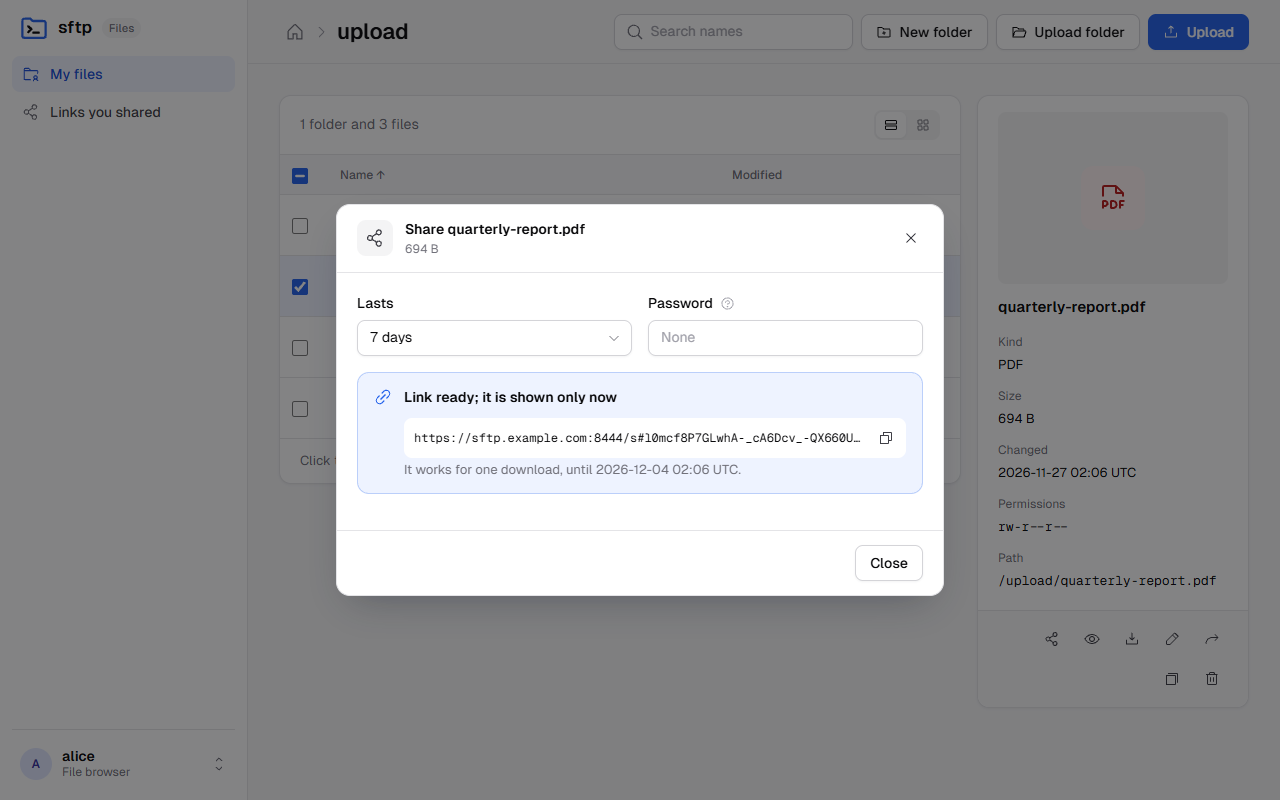 sftp Files
My files
Links you shared
alice
A
File browser
upload
Search names
New folder
Upload folder
Upload
1 folder and 3 files
Name ↑ Modified
Click
Share quarterly-report.pdf
694 B
Lasts
7 days
Password
None
Link ready; it is shown only now
https://sftp.example.com:8444/s#l0mcf8P7GLwhA-_cA6Dcv_-QX660U…
It works for one download, until 2026-12-04 02:06 UTC.
Close
PDF
quarterly-report.pdf
Kind
PDF
Size
694 B
Changed
2026-11-27 02:06 UTC
Permissions
rw-r--r--
Path
/upload/quarterly-report.pdf